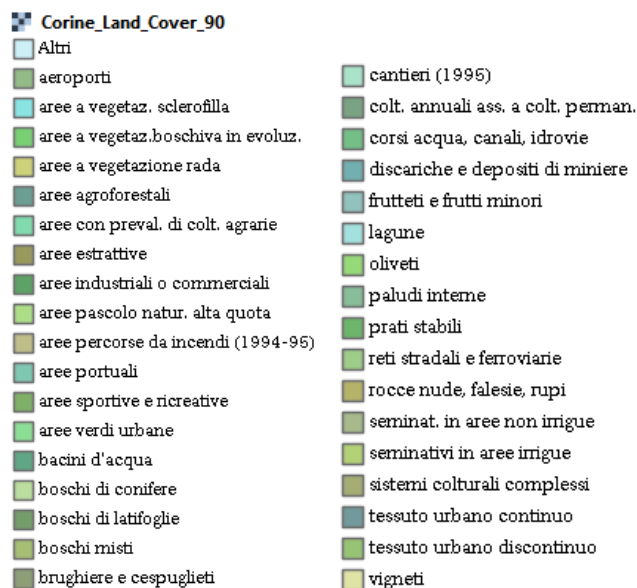 Corine_Land_Cover_90
Altri
aeroporti
aree a vegetaz. sclerofilla
aree a vegetaz.boschiva in evoluz.
aree a vegetazione rada
aree agroforestali
aree con preval. di colt. agrarie
aree estrattive
aree industriali o commerciali
aree pascolo natur. alta quota
aree percorse da incendi (1994-95)
aree portuali
aree sportive e ricreative
aree verdi urbane
bacini d'acqua
boschi di conifere
boschi di latifoglie
boschi misti
brughiere e cespuglieti
cantieri (1995)
colt. annuali ass. a colt. perman.
corsi acqua, canali, idrovie
discariche e depositi di miniere
frutteti e frutti minori
lagune
oliveti
paludi interne
prati stabili
reti stradali e ferroviarie
rocce nude, falesie, rupi
seminat. in aree non irrigue
seminativi in aree irrigue
sistemi colturali complessi
tessuto urbano continuo
tessuto urbano discontinuo
vigneti